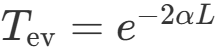 T_ev = e^{-2αL}